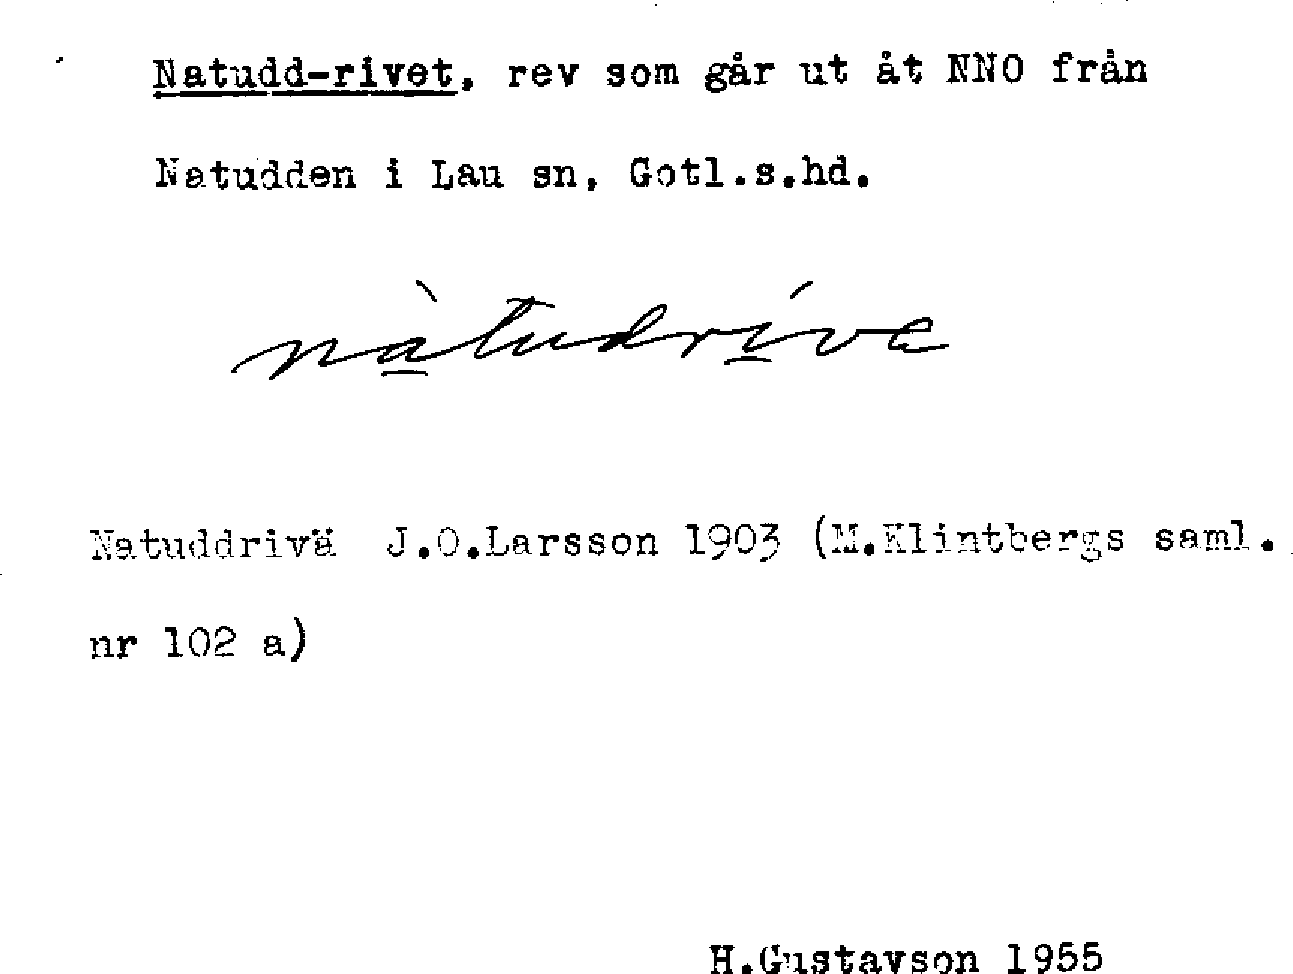 Natudd-rivet, rev som går ut åt NNO från
Natudden i Lau sn, Gotl.s.hd.
nàtudríve
Natuddrivä J.O.Larsson 1903 (M.Klintbergs saml.
nr 102 a)
H.Gustavson 1955